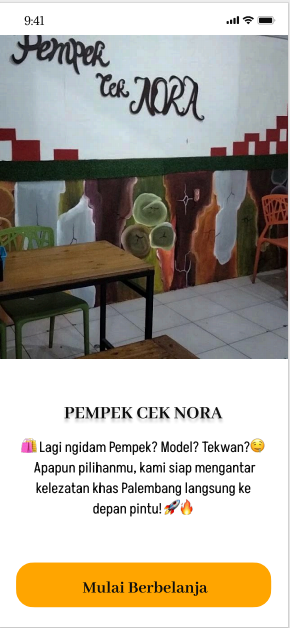 9:41
Pempek
Cek NORA
PEMPEK CEK NORA
🛍️ Lagi ngidam Pempek? Model? Tekwan?😋
Apapun pilihanmu, kami siap mengantar
kelezatan khas Palembang langsung ke
depan pintu!🚀🔥
Mulai Berbelanja